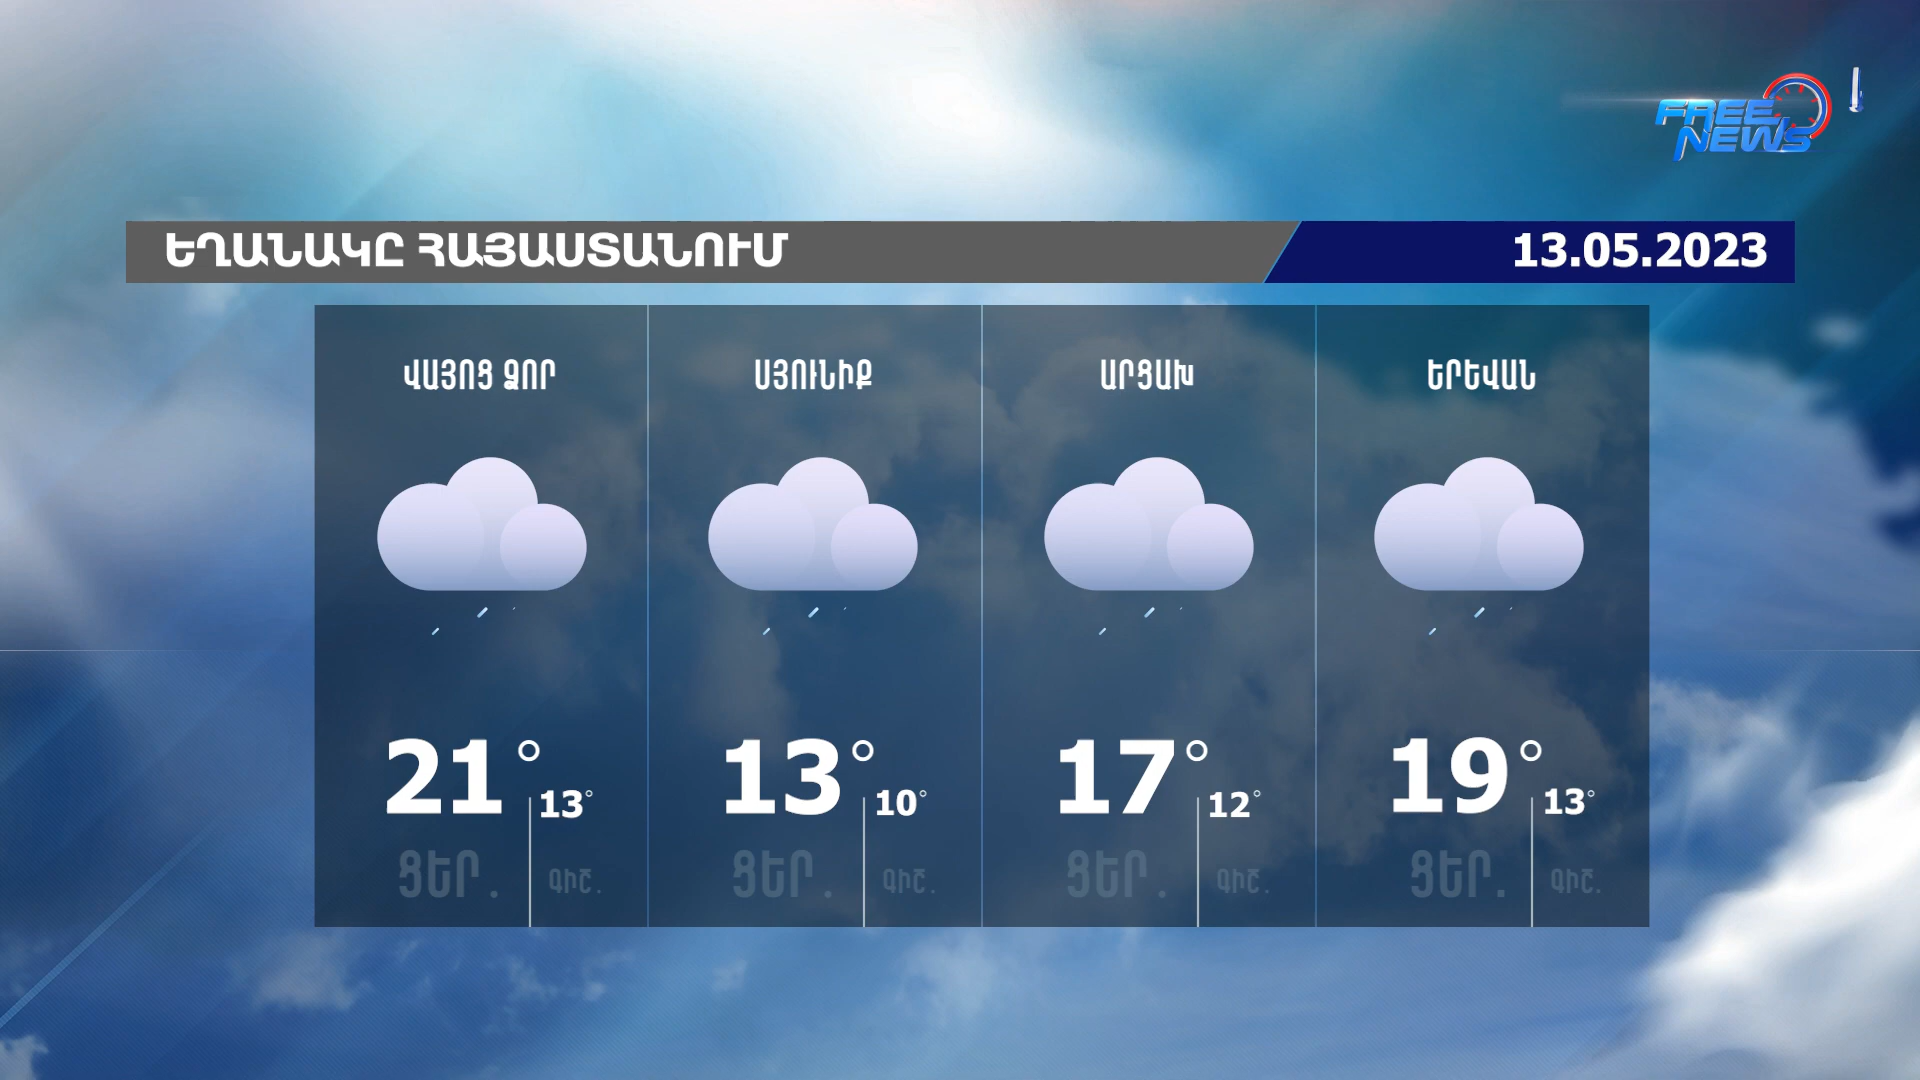 FREE
NEWS
ԵՂԱՆԱԿԸ ՀԱՅԱՍՏԱՆՈՒՄ
13.05.2023
ՎԱՅՈՑ ՁՈՐ
ՍՅՈՒՆԻՔ
ԱՐՑԱԽ
ԵՐԵՎԱՆ
21° 13°
13° 10°
17° 12°
19° 13°
ՑԵՐ. ԳԻՇ.
ՑԵՐ. ԳԻՇ.
ՑԵՐ. ԳԻՇ.
ՑԵՐ. ԳԻՇ.